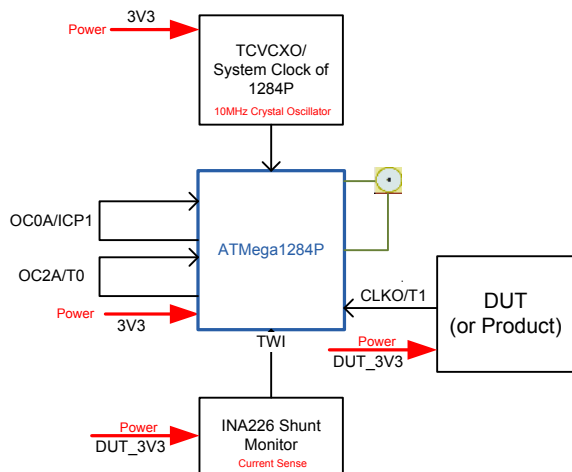 3V3
Power
TCVCXO/
System Clock of
1284P
10MHz Crystal Oscillator
OC0A/ICP1
ATMega1284P
OC2A/T0
Power
3V3
CLKO/T1
DUT
(or Product)
TWI
Power
DUT_3V3
Power
DUT_3V3
INA226 Shunt
Monitor
Current Sense